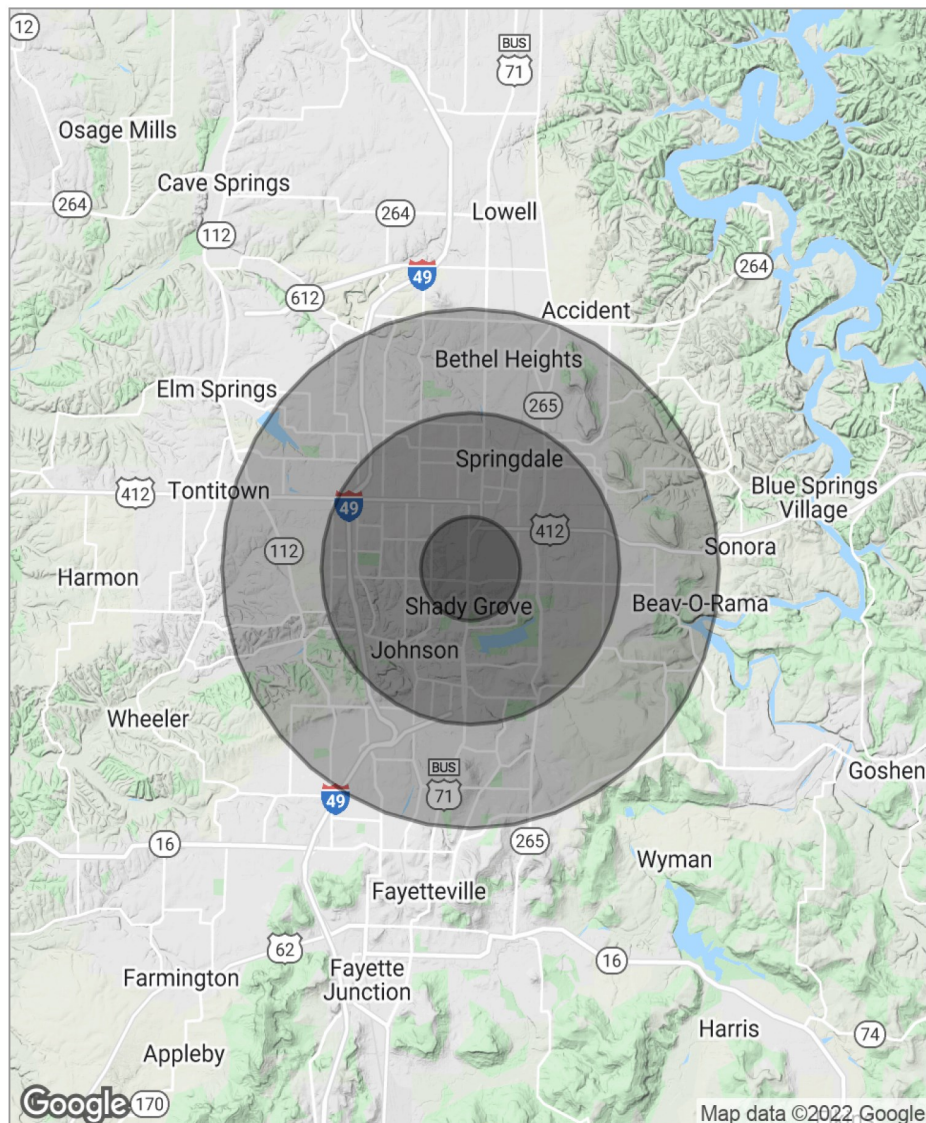 12
BUS
71
Osage Mills
Cave Springs
264
264
Lowell
112
264
49
612
Accident
Bethel Heights
Elm Springs
265
Springdale
412
Tontitown
49
Blue Springs
Village
412
112
Sonora
Harmon
Shady Grove
Beav-O-Rama
Johnson
Wheeler
BUS
71
Goshen
49
16
265
Wyman
Fayetteville
62
16
Farmington
Fayette
Junction
Harris
74
Appleby
Google
170
Map data ©2022 Google